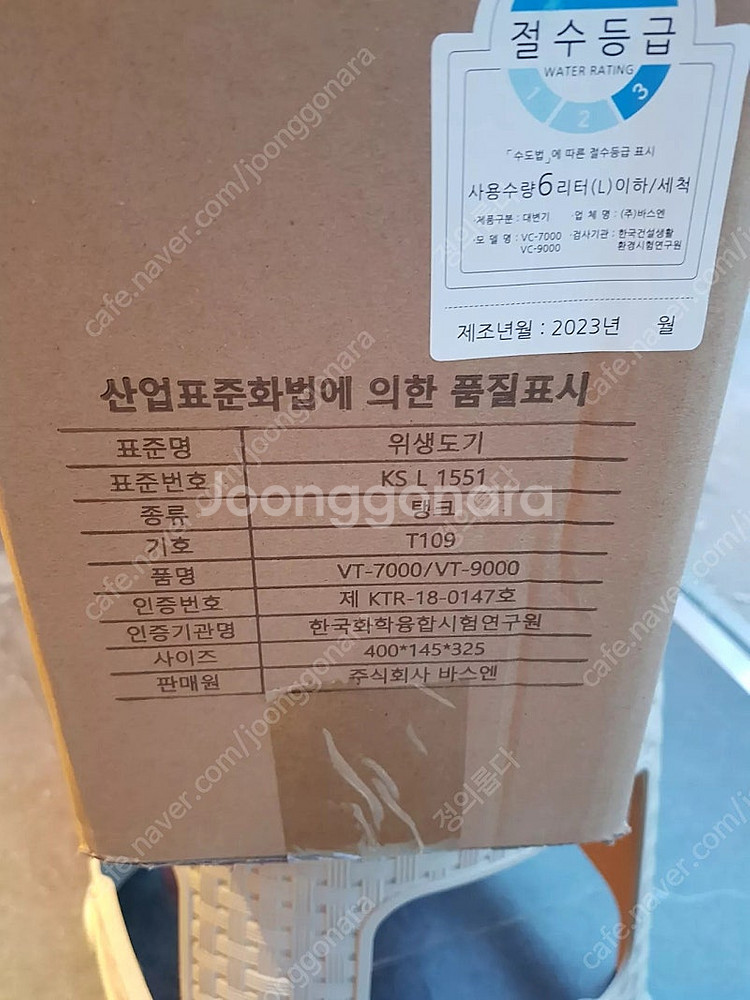 절수등급
WATER RATING
1 2 3
「수도법」에 따른 절수등급 표시
사용수량 6 리터(L)이하/세척
·제품구분 : 대변기 ·업 체 명 : (주)바스엔
·모 델 명 : VC-7000 ·검사기관 : 한국건설생활
VC-9000 환경시험연구원
제조년월 : 2023년 월
산업표준화법에 의한 품질표시
표준명 위생도기
표준번호 KS L 1551
종류 탱크
기호 T109
품명 VT-7000/VT-9000
인증번호 제 KTR-18-0147호
인증기관명 한국화학융합시험연구원
사이즈 400*145*325
판매원 주식회사 바스엔
Joonggonara
cafe.naver.com/joonggonara
정의롭다